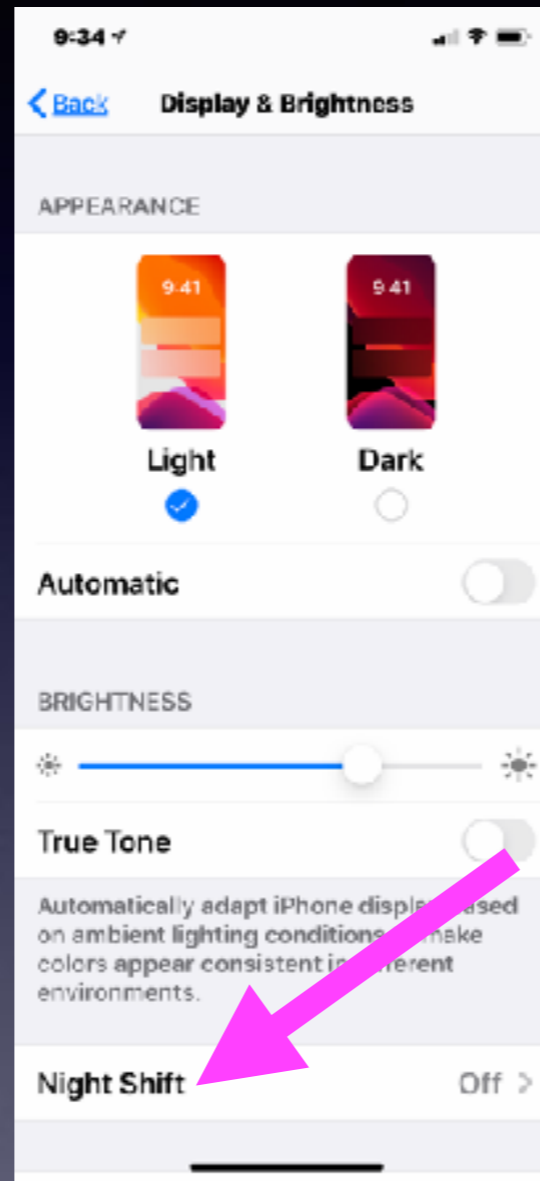 9:34
Back Display & Brightness
APPEARANCE
9:41 9:41
Light Dark
Automatic
BRIGHTNESS
True Tone
Automatically adapt iPhone display based
on ambient lighting conditions make
colors appear consistent in different
environments.
Night Shift Off